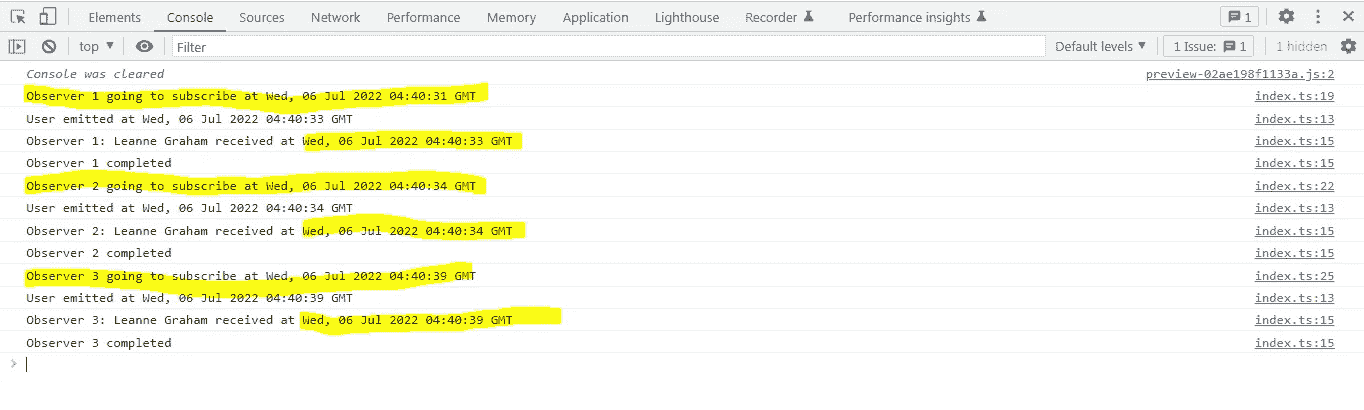 Elements Console Sources Network Performance Memory Application Lighthouse Recorder Performance insights 1
top Filter Default levels 1 Issue: 1 1 hidden
Console was cleared preview-02ae198f1133a.js:2
Observer 1 going to subscribe at Wed, 06 Jul 2022 04:40:31 GMT index.ts:19
User emitted at Wed, 06 Jul 2022 04:40:33 GMT index.ts:13
Observer 1: Leanne Graham received at Wed, 06 Jul 2022 04:40:33 GMT index.ts:15
Observer 1 completed index.ts:15
Observer 2 going to subscribe at Wed, 06 Jul 2022 04:40:34 GMT index.ts:22
User emitted at Wed, 06 Jul 2022 04:40:34 GMT index.ts:13
Observer 2: Leanne Graham received at Wed, 06 Jul 2022 04:40:34 GMT index.ts:15
Observer 2 completed index.ts:15
Observer 3 going to subscribe at Wed, 06 Jul 2022 04:40:39 GMT index.ts:25
User emitted at Wed, 06 Jul 2022 04:40:39 GMT index.ts:13
Observer 3: Leanne Graham received at Wed, 06 Jul 2022 04:40:39 GMT index.ts:15
Observer 3 completed index.ts:15